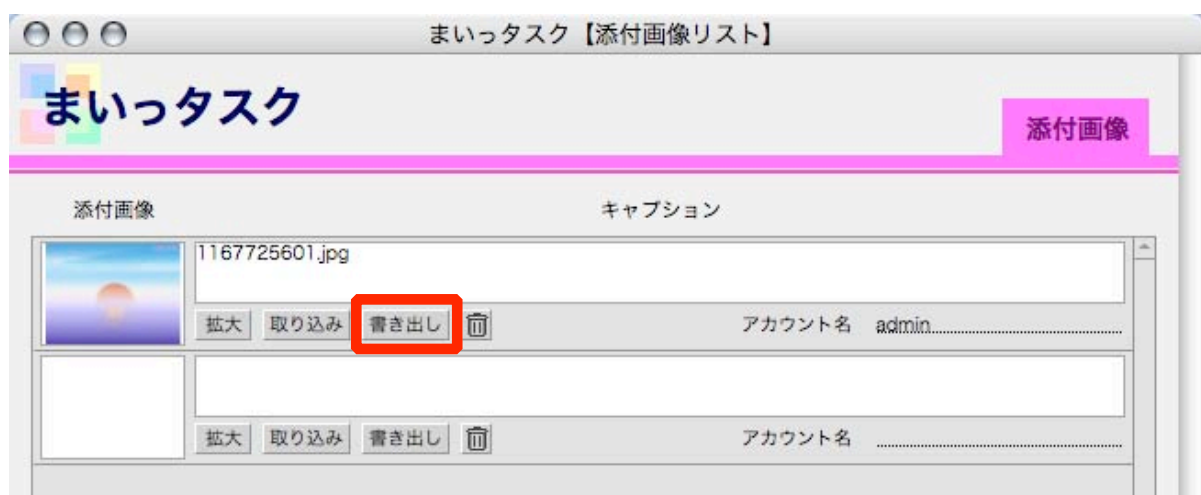 まいっタスク【添付画像リスト】
まいっタスク
添付画像
添付画像 キャプション
1167725601.jpg
拡大 取り込み 書き出し アカウント名 admin
拡大 取り込み 書き出し アカウント名